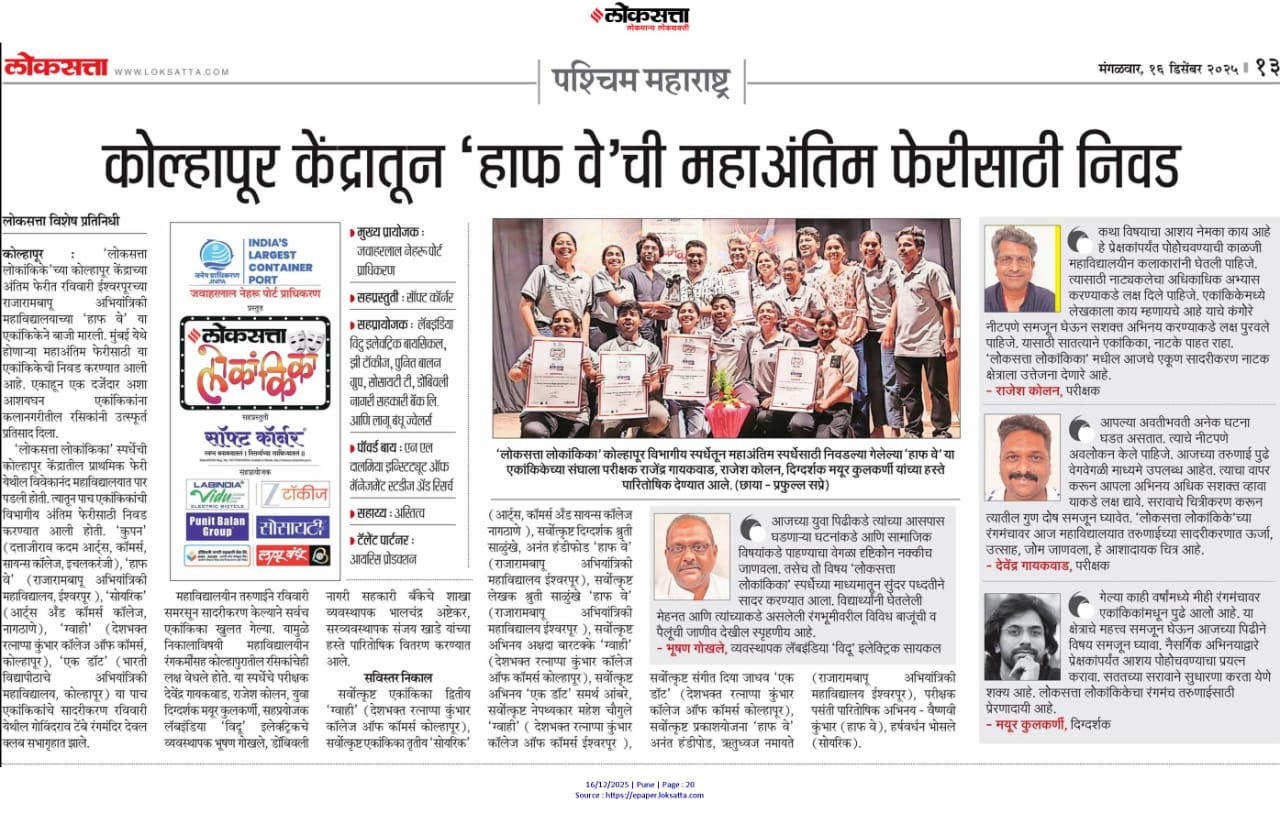 लोकसत्ता
लोकमान्य लोकशक्ती
लोकसत्ता
WWW.LOKSATTA.COM
पश्चिम महाराष्ट्र
मंगळवार, १६ डिसेंबर २०२५
१३
कोल्हापूर केंद्रातून ‘हाफ वे’ची महाअंतिम फेरीसाठी निवड
लोकसत्ता विशेष प्रतिनिधी
कोल्हापूर : ‘लोकसत्ता
लोकांकिके’च्या कोल्हापूर केंद्राच्या
अंतिम फेरीत रविवारी ईश्वरपूरच्या
राजारामबापू अभियांत्रिकी
महाविद्यालयाच्या ‘हाफ वे’ या
एकांकिकेने बाजी मारली. मुंबई येथे
होणाऱ्या महाअंतिम फेरीसाठी या
एकांकिकेची निवड करण्यात आली
आहे. एकाहून एक दर्जेदार अशा
आशयघन एकांकिकांना
कलानगरीतील रसिकांनी उत्स्फूर्त
प्रतिसाद दिला.
‘लोकसत्ता लोकांकिका’ स्पर्धेची
कोल्हापूर केंद्रातील प्राथमिक फेरी
येथील विवेकानंद महाविद्यालयात पार
पडली होती. त्यातून पाच एकांकिकांची
विभागीय अंतिम फेरीसाठी निवड
करण्यात आली होती. ‘कुपन’
(दत्ताजीराव कदम आर्ट्स, कॉमर्स,
सायन्स कॉलेज, इचलकरंजी), ‘हाफ
वे’ (राजारामबापू अभियांत्रिकी
महाविद्यालय, ईश्वरपूर), ‘सोयरिक’
(आर्ट्स अँड कॉमर्स कॉलेज,
नागठाणे), ‘ग्वाही’ (देशभक्त
रत्नाप्पा कुंभार कॉलेज ऑफ कॉमर्स,
कोल्हापूर), ‘एक डॉट’ (भारती
विद्यापीठाचे अभियांत्रिकी
महाविद्यालय, कोल्हापूर) या पाच
एकांकिकांचे सादरीकरण रविवारी
येथील गोविंदराव टेंबे रंगमंदिर देवल
क्लब सभागृहात झाले.
जनेप प्राधिकरण
JNPA
INDIA'S
LARGEST
CONTAINER
PORT
जवाहरलाल नेहरू पोर्ट प्राधिकरण
प्रस्तुत
लोकसत्ता
लोकांकिका
सहप्रस्तुती
सॉफ्ट कॉर्नर
सहप्रायोजक
LABINDIA
Vidu
ELECTRIC BICYCLE
Z टॉकीज
Punit Balan
Group
सोसायटी
लागू बंधू
मुख्य प्रायोजक :
जवाहरलाल नेहरू पोर्ट
प्राधिकरण
सहप्रस्तुती : सॉफ्ट कॉर्नर
सहप्रायोजक : लॅबइंडिया
विदु इलेक्ट्रिक बायसिकल,
झी टॉकीज, पुनित बालन
ग्रुप, सोसायटी टी, डोंबिवली
नागरी सहकारी बँक लि.
आणि लागू बंधू ज्वेलर्स
पॉवर्ड बाय : एन एल
दालमिया इन्स्टिट्यूट ऑफ
मॅनेजमेंट स्टडीज अँड रिसर्च
सहाय्य : अस्तित्व
टॅलेंट पार्टनर :
आयरिस प्रोडक्शन
महाविद्यालयीन तरुणाईने रविवारी
समरसून सादरीकरण केल्याने सर्वच
एकांकिका खुलत गेल्या. यामुळे
निकालाविषयी महाविद्यालयीन
रंगकर्मींसह कोल्हापुरातील रसिकांचेही
लक्ष वेधले होते. या स्पर्धेचे परीक्षक
देवेंद्र गायकवाड, राजेश कोलन, युवा
दिग्दर्शक मयूर कुलकर्णी, सहप्रायोजक
लॅबइंडिया ‘विदू’ इलेक्ट्रिकचे
व्यवस्थापक भूषण गोखले, डोंबिवली
नागरी सहकारी बँकेचे शाखा
व्यवस्थापक भालचंद्र अष्टेकर,
सरव्यवस्थापक संजय खाडे यांच्या
हस्ते पारितोषिक वितरण करण्यात
आले.
सविस्तर निकाल
सर्वोत्कृष्ट एकांकिका द्वितीय
‘ग्वाही’ (देशभक्त रत्नाप्पा कुंभार
कॉलेज ऑफ कॉमर्स कोल्हापूर),
सर्वोत्कृष्ट एकांकिका तृतीय ‘सोयरिक’
‘लोकसत्ता लोकांकिका’ कोल्हापूर विभागीय स्पर्धेतून महाअंतिम स्पर्धेसाठी निवडल्या गेलेल्या ‘हाफ वे’ या
एकांकिकेच्या संघाला परीक्षक राजेंद्र गायकवाड, राजेश कोलन, दिग्दर्शक मयूर कुलकर्णी यांच्या हस्ते
पारितोषिक देण्यात आले. (छाया - प्रफुल्ल सप्रे)
(आर्ट्स, कॉमर्स अँड सायन्स कॉलेज
नागठाणे ), सर्वोत्कृष्ट दिग्दर्शक श्रुती
साळुंखे, अनंत हंडीफोड ‘हाफ वे’
(राजारामबापू अभियांत्रिकी
महाविद्यालय ईश्वरपूर), सर्वोत्कृष्ट
लेखक श्रुती साळुंखे ‘हाफ वे’
(राजारामबापू अभियांत्रिकी
महाविद्यालय ईश्वरपूर ), सर्वोत्कृष्ट
अभिनय अक्षदा बारटक्के ‘ग्वाही’
(देशभक्त रत्नाप्पा कुंभार कॉलेज
ऑफ कॉमर्स कोल्हापूर), सर्वोत्कृष्ट
अभिनय ‘एक डॉट’ समर्थ आंबरे,
सर्वोत्कृष्ट नेपथ्यकार महेश चौगुले
‘ग्वाही’ ( देशभक्त रत्नाप्पा कुंभार
कॉलेज ऑफ कॉमर्स ईश्वरपूर ),
आजच्या युवा पिढीकडे त्यांच्या आसपास
घडणाऱ्या घटनांकडे आणि सामाजिक
विषयांकडे पाहण्याचा वेगळा दृष्टिकोन नक्कीच
जाणवला. तसेच तो विषय ‘लोकसत्ता
लोकांकिका’ स्पर्धेच्या माध्यमातून सुंदर पध्दतीने
सादर करण्यात आला. विद्यार्थ्यांनी घेतलेली
मेहनत आणि त्यांच्याकडे असलेली रंगभूमीवरील विविध बाजूंची व
पैलूंची जाणीव देखील स्पृहणीय आहे.
- भूषण गोखले, व्यवस्थापक लॅबइंडिया ‘विदू’ इलेक्ट्रिक सायकल
सर्वोत्कृष्ट संगीत दिया जाधव ‘एक
डॉट’ (देशभक्त रत्नाप्पा कुंभार
कॉलेज ऑफ कॉमर्स कोल्हापूर),
सर्वोत्कृष्ट प्रकाशयोजना ‘हाफ वे’
अनंत हंडीपोड, ऋतुध्वज नमायते
(राजारामबापू अभियांत्रिकी
महाविद्यालय ईश्वरपूर), परीक्षक
पसंती पारितोषिक अभिनय - वैष्णवी
कुंभार (हाफ वे), हर्षवर्धन भोसले
(सोयरिक).
कथा विषयाचा आशय नेमका काय आहे
हे प्रेक्षकांपर्यंत पोहोचवण्याची काळजी
महाविद्यालयीन कलाकारांनी घेतली पाहिजे.
त्यासाठी नाट्यकलेचा अधिकाधिक अभ्यास
करण्याकडे लक्ष दिले पाहिजे. एकांकिकेमध्ये
लेखकाला काय म्हणायचे आहे याचे कंगोरे
नीटपणे समजून घेऊन सशक्त अभिनय करण्याकडे लक्ष पुरवले
पाहिजे. यासाठी सातत्याने एकांकिका, नाटके पाहत राहा.
‘लोकसत्ता लोकांकिका’ मधील आजचे एकूण सादरीकरण नाटक
क्षेत्राला उत्तेजना देणारे आहे.
- राजेश कोलन, परीक्षक
आपल्या अवतीभवती अनेक घटना
घडत असतात. त्याचे नीटपणे
अवलोकन केले पाहिजे. आजच्या तरुणाई पुढे
वेगवेगळी माध्यमे उपलब्ध आहेत. त्याचा वापर
करून आपला अभिनय अधिक सशक्त व्हावा
याकडे लक्ष द्यावे. सरावाचे चित्रीकरण करून
त्यातील गुण दोष समजून घ्यावेत. ‘लोकसत्ता लोकांकिके’च्या
रंगमंचावर आज महाविद्यालयात तरुणाईच्या सादरीकरणात ऊर्जा,
उत्साह, जोम जाणवला, हे आशादायक चित्र आहे.
- देवेंद्र गायकवाड, परीक्षक
गेल्या काही वर्षांमध्ये मीही रंगभूमीवर
एकांकिकांमधून पुढे आलो आहे. या
क्षेत्राचे महत्त्व समजून घेऊन आजच्या पिढीने
विषय समजून घ्यावा. नैसर्गिक अभिनयाद्वारे
प्रेक्षकांपर्यंत आशय पोहोचवण्याचा प्रयत्न
करावा. सततच्या सरावाने सुधारणा करता येणे
शक्य आहे. लोकसत्ता लोकांकिकेचा रंगमंच तरुणाईसाठी
प्रेरणादायी आहे.
- मयूर कुलकर्णी, दिग्दर्शक
16/12/2025 | Pune | Page : 20
Source : https://epaper.loksatta.com